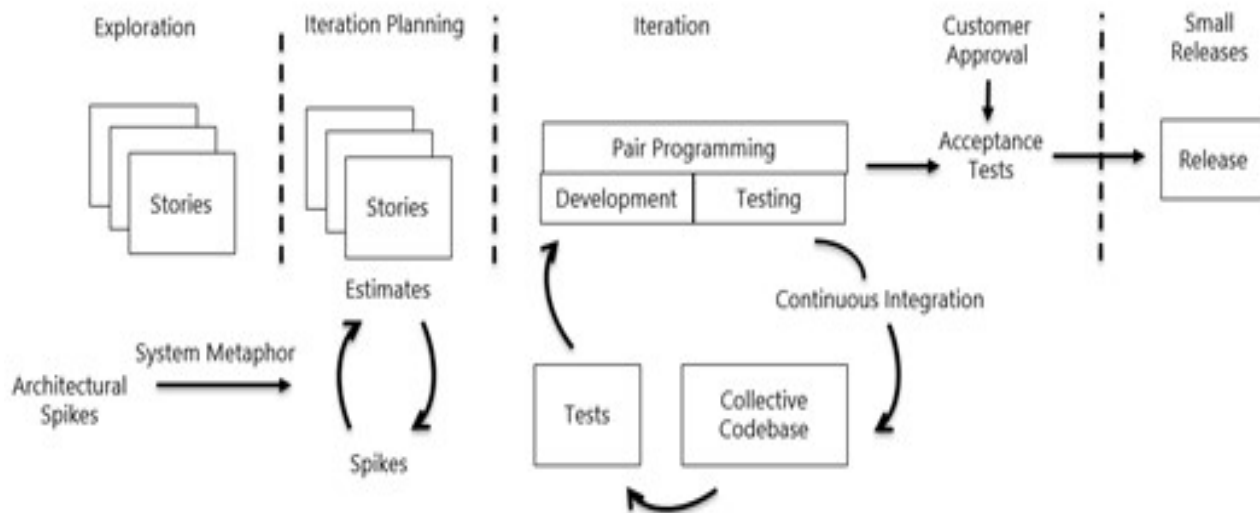 Exploration
Iteration Planning
Iteration
Customer
Approval
Small
Releases
Stories
Stories
Estimates
Pair Programming
Development
Testing
Acceptance
Tests
Release
System Metaphor
Architectural
Spikes
Spikes
Continuous Integration
Tests
Collective
Codebase